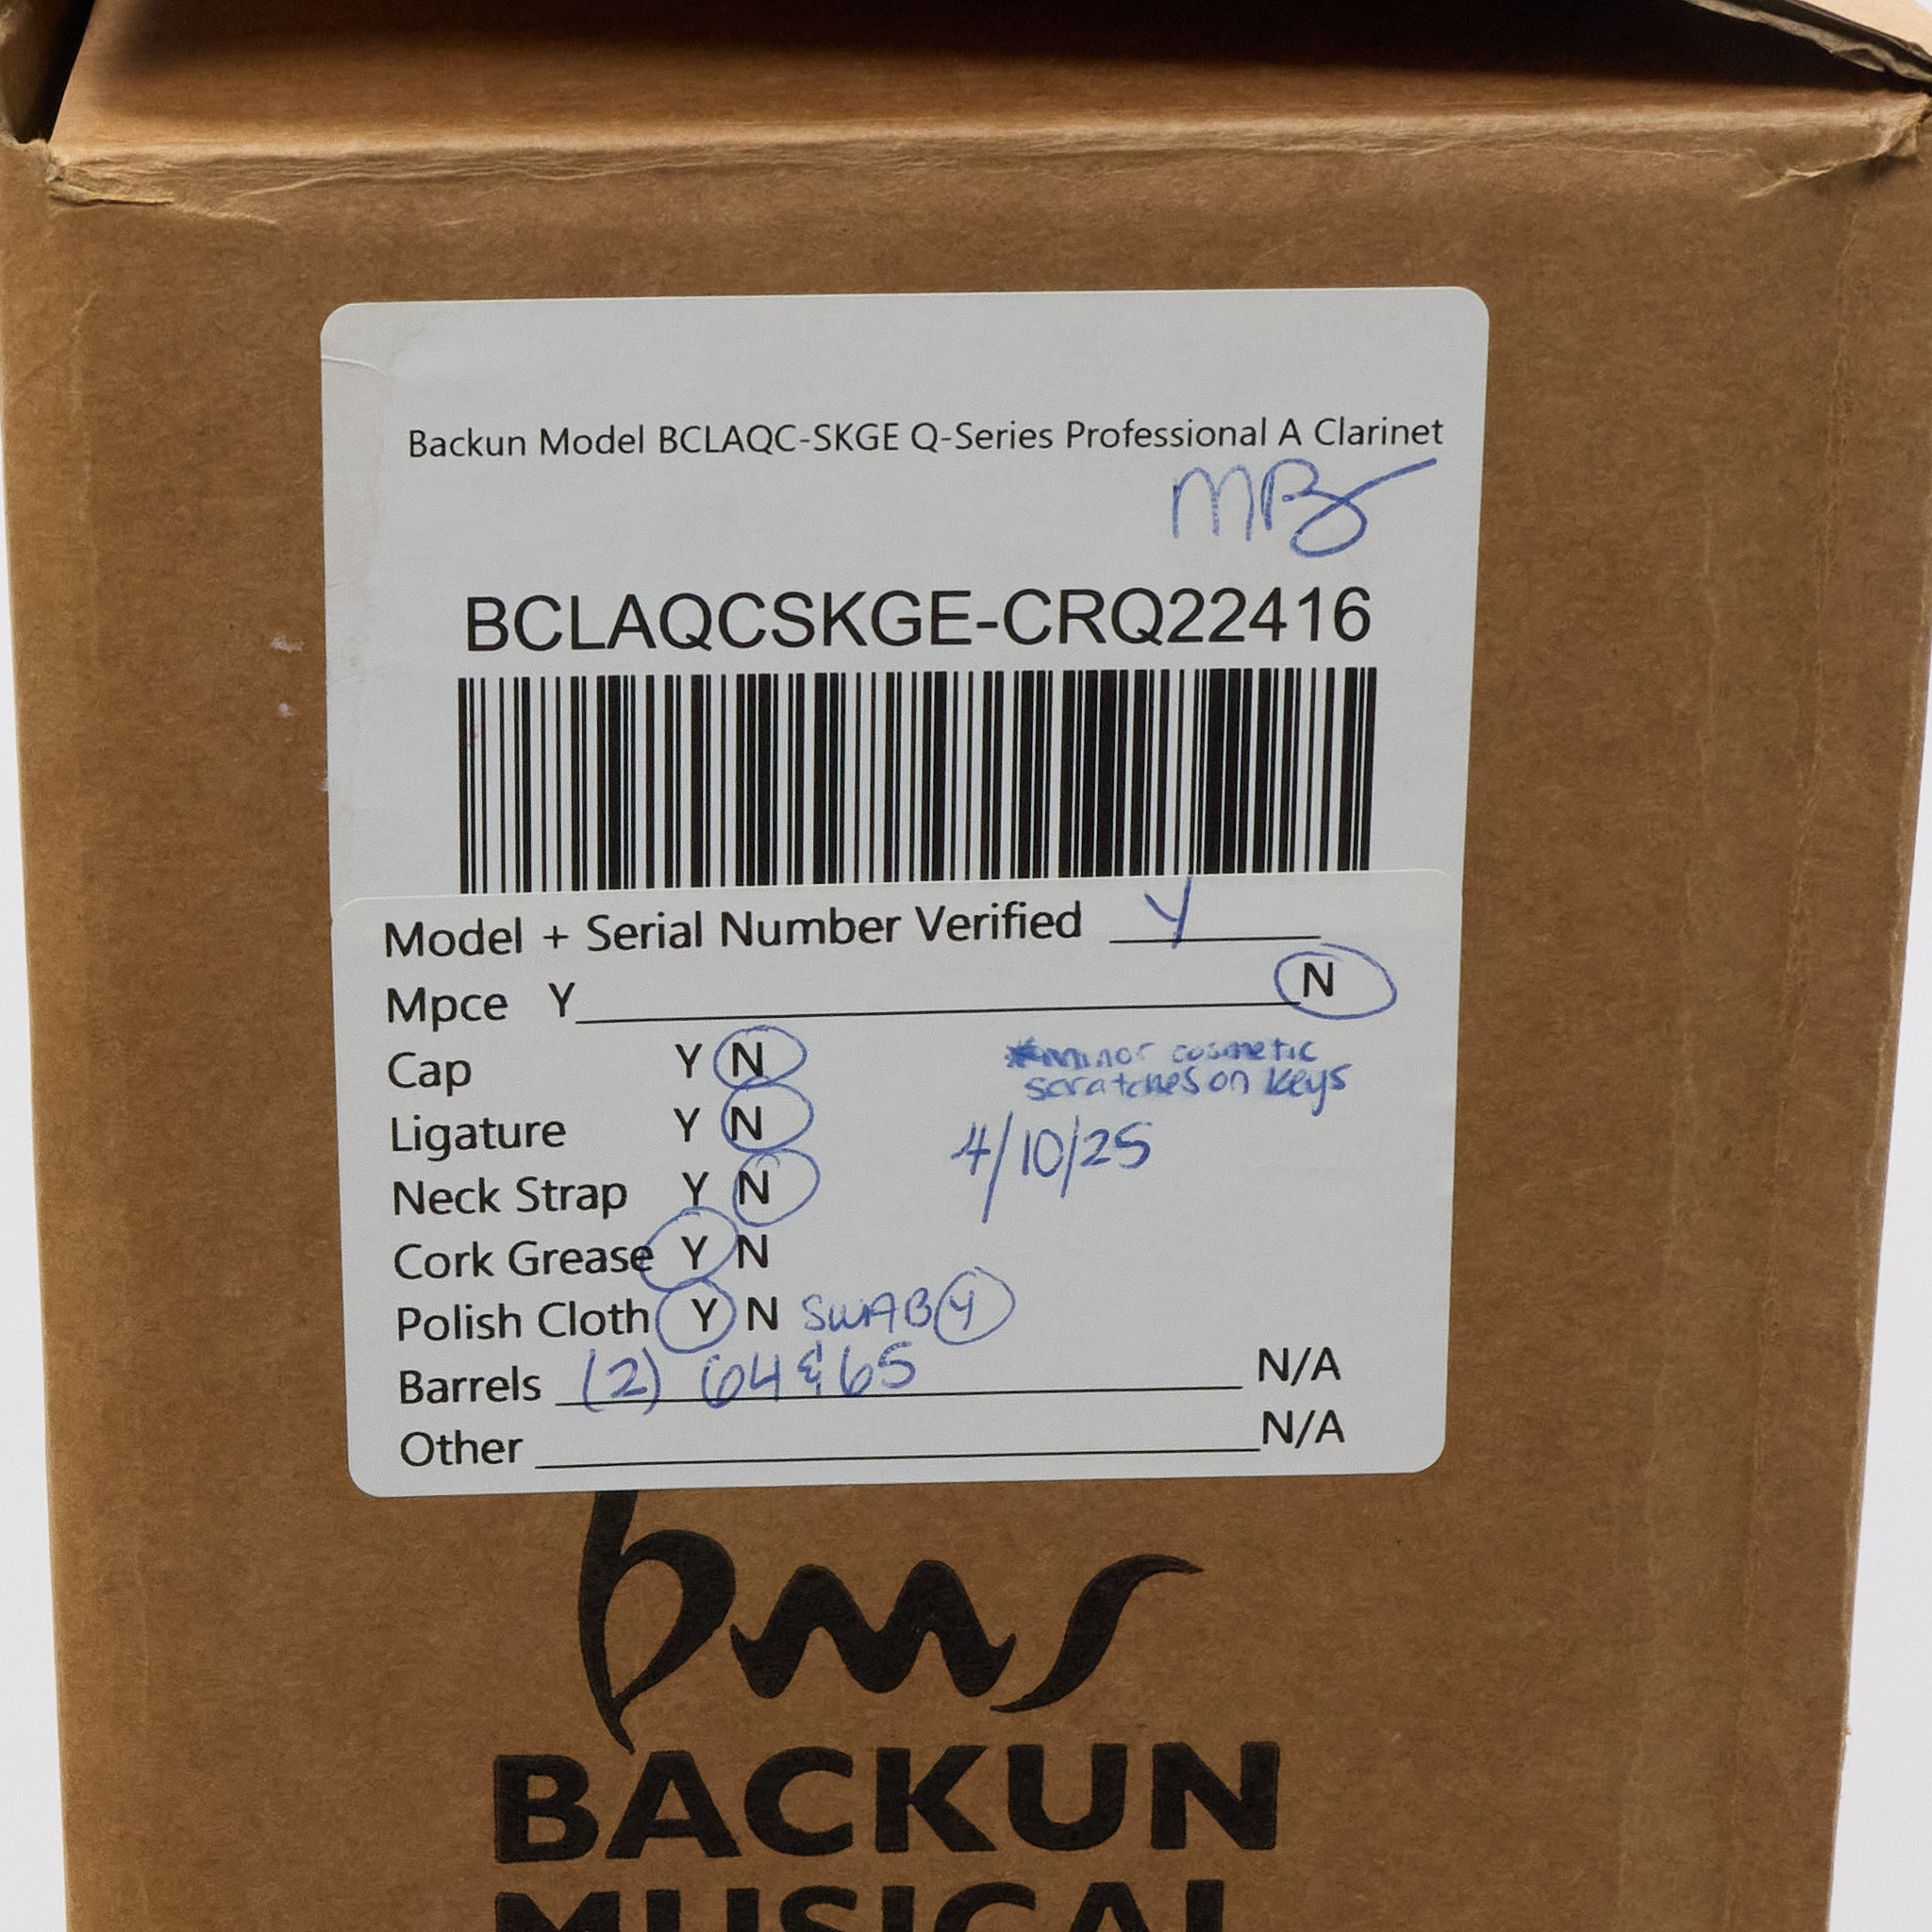 Backun Model BCLAQC-SKGE Q-Series Professional A Clarinet
BCLAQCSKGE-CRQ22416
Model + Serial Number Verified Y
Mpce Y N
Cap Y N
*minor cosmetic
scratches on keys
Ligature Y N
4/10/25
Neck Strap Y N
Cork Grease Y N
Polish Cloth Y N SWAB Y
Barrels (2) 64 & 65 N/A
Other N/A
bms
BACKUN
MUSICAL